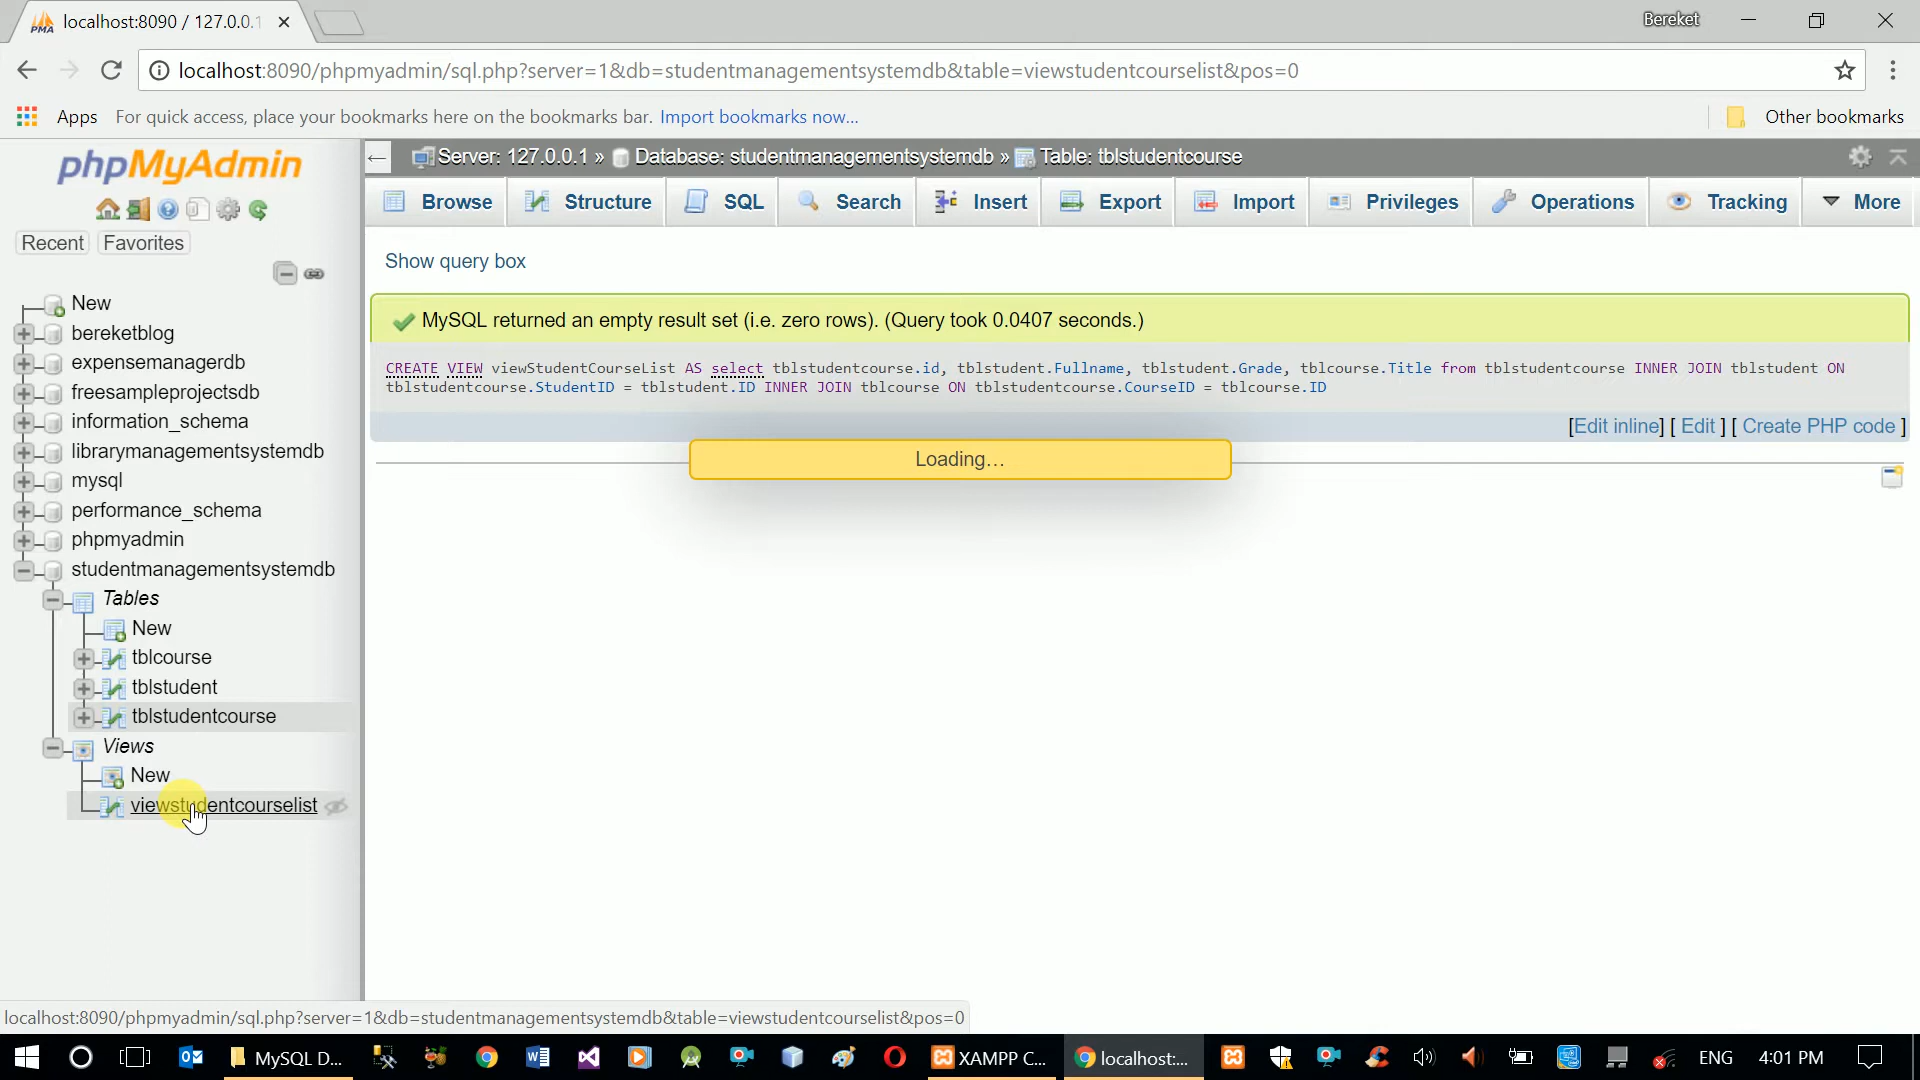 localhost:8090 / 127.0.0.1
Bereket
localhost:8090/phpmyadmin/sql.php?server=1&db=studentmanagementsystemdb&table=viewstudentcourselist&pos=0
Apps For quick access, place your bookmarks here on the bookmarks bar. Import bookmarks now... Other bookmarks
phpMyAdmin
Server: 127.0.0.1 » Database: studentmanagementsystemdb » Table: tblstudentcourse
Browse Structure SQL Search Insert Export Import Privileges Operations Tracking More
Recent Favorites
Show query box
New
bereketblog
expensemanagerdb
freesampleprojectsdb
information_schema
librarymanagementsystemdb
mysql
performance_schema
phpmyadmin
studentmanagementsystemdb
Tables
New
tblcourse
tblstudent
tblstudentcourse
Views
New
viewstudentcourselist
MySQL returned an empty result set (i.e. zero rows). (Query took 0.0407 seconds.)
CREATE VIEW viewStudentCourseList AS select tblstudentcourse.id, tblstudent.Fullname, tblstudent.Grade, tblcourse.Title from tblstudentcourse INNER JOIN tblstudent ON
tblstudentcourse.StudentID = tblstudent.ID INNER JOIN tblcourse ON tblstudentcourse.CourseID = tblcourse.ID
[Edit inline] [ Edit ] [ Create PHP code ]
Loading…
localhost:8090/phpmyadmin/sql.php?server=1&db=studentmanagementsystemdb&table=viewstudentcourselist&pos=0
MySQL D... XAMPP C... localhost:... ENG 4:01 PM